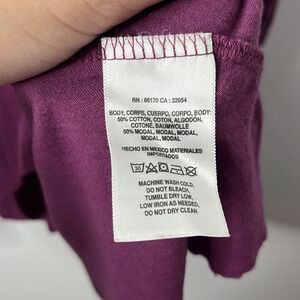 RN : 66170 CA : 32054
BODY, CORPS, CUERPO, CORPO, BODY
50% COTTON, COTON, ALGODON,
COTONE, BAUMWOLLE
50% MODAL, MODAL, MODAL,
MODAL, MODAL
HECHO EN MEXICO MATERIALES
IMPORTADOS
MACHINE WASH COLD,
DO NOT BLEACH,
TUMBLE DRY LOW,
LOW IRON AS NEEDED,
DO NOT DRY CLEAN